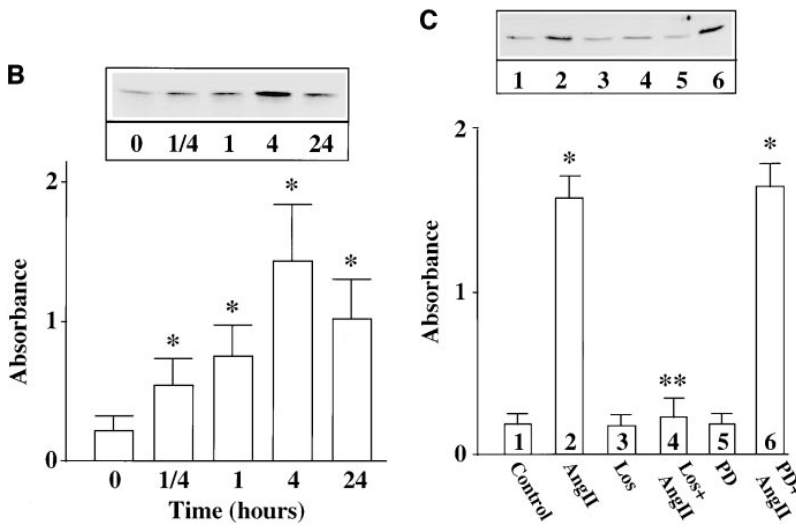 B
0 1/4 1 4 24
2
1
0
Absorbance
* * * *
0 1/4 1 4 24
Time (hours)
C
1 2 3 4 5 6
2
1
0
Absorbance
* ** *
1 2 3 4 5 6
Control
AngII
Los
Los+
AngII
PD
PD+
AngII